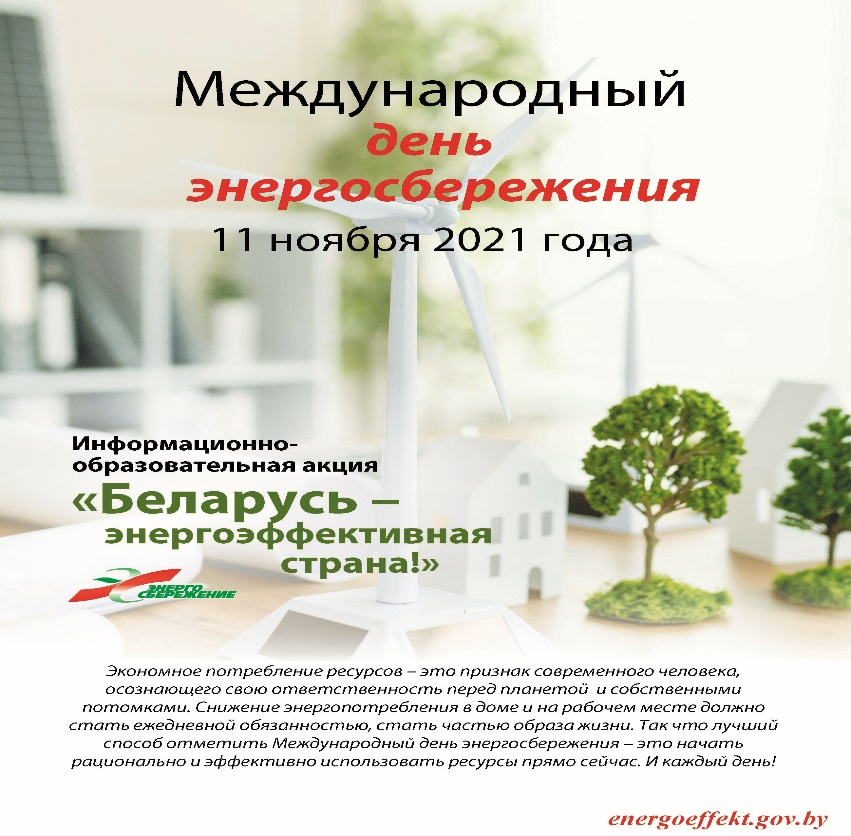 Международный
день
энергосбережения
11 ноября 2021 года
Информационно-
образовательная акция
«Беларусь –
энергоэффективная
страна!»
ЭНЕРГО
СБЕРЕЖЕНИЕ
Экономное потребление ресурсов – это признак современного человека,
осознающего свою ответственность перед планетой и собственными
потомками. Снижение энергопотребления в доме и на рабочем месте должно
стать ежедневной обязанностью, стать частью образа жизни. Так что лучший
способ отметить Международный день энергосбережения – это начать
рационально и эффективно использовать ресурсы прямо сейчас. И каждый день!
energoeffekt.gov.by